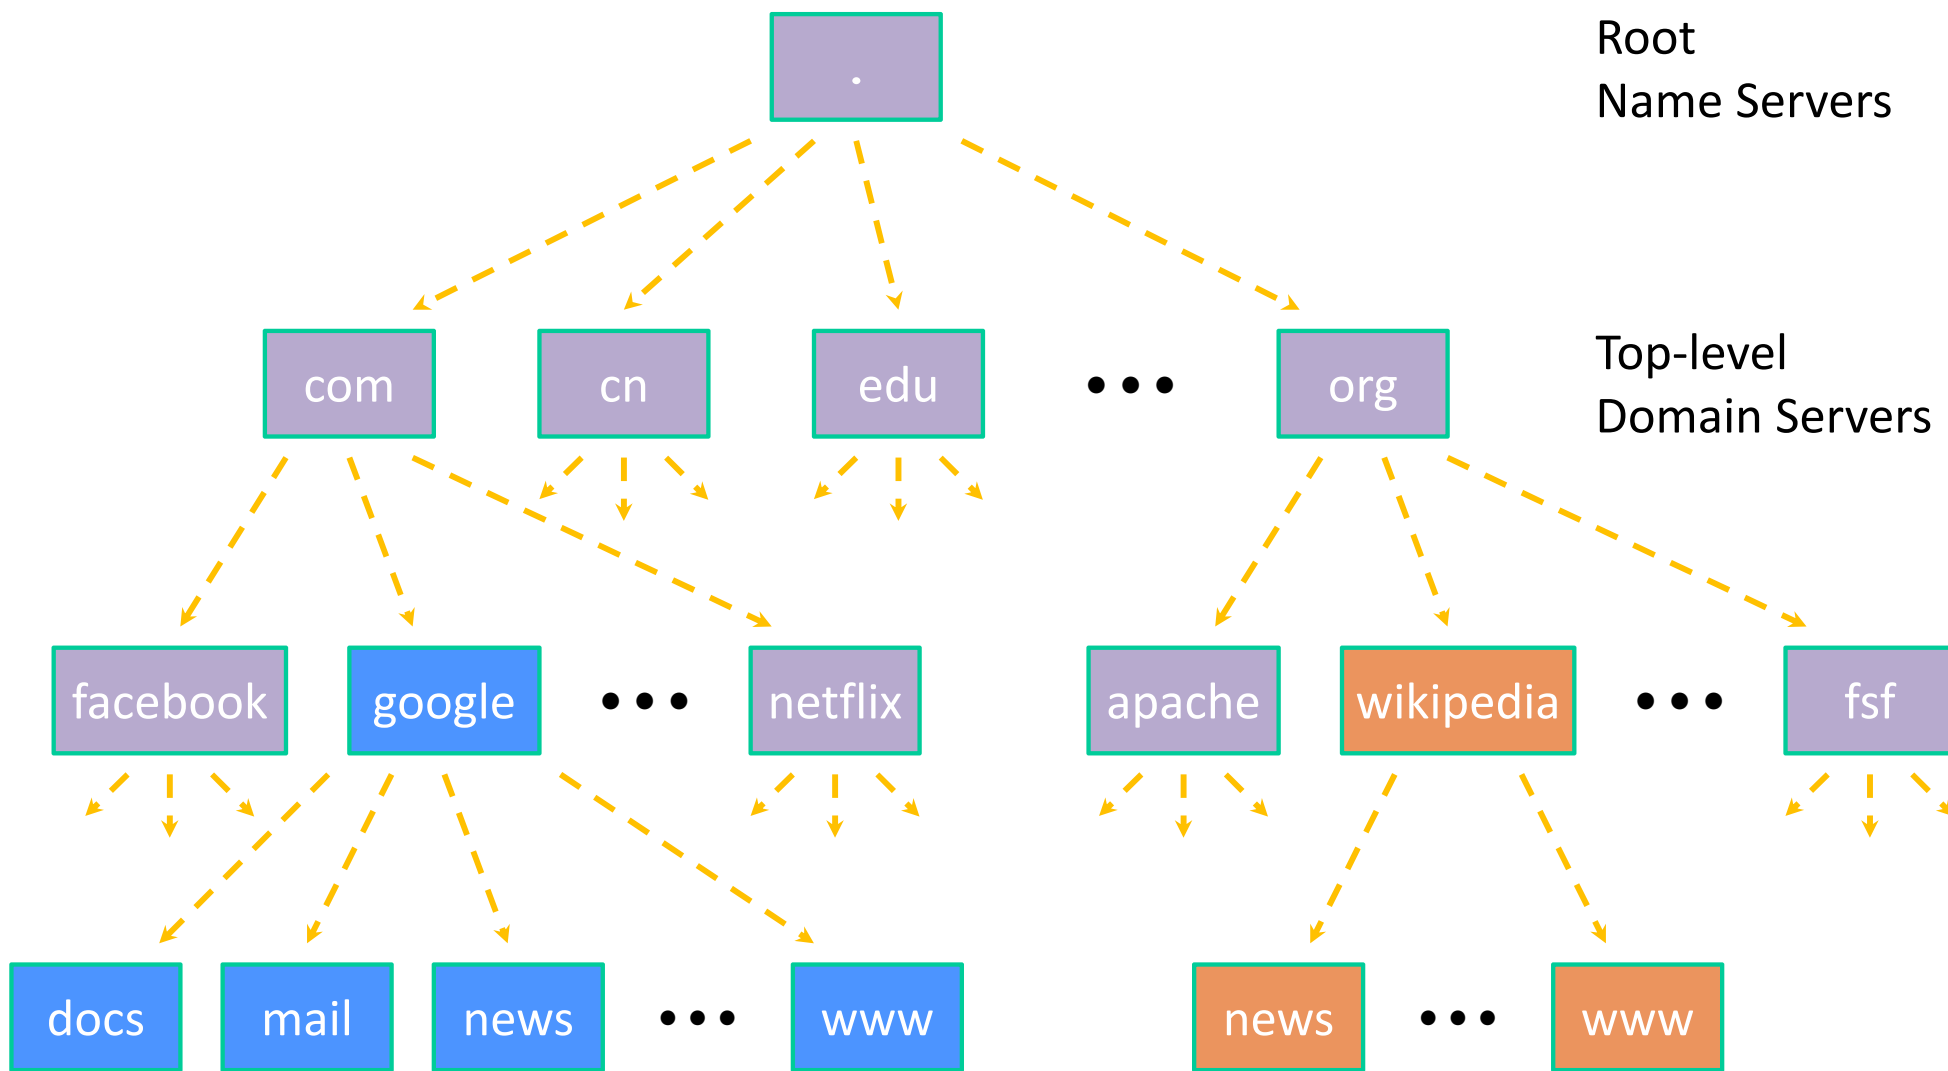 .
Root
Name Servers
com
cn
edu
•••
org
Top-level
Domain Servers
facebook
google
•••
netflix
apache
wikipedia
•••
fsf
docs
mail
news
•••
www
news
•••
www